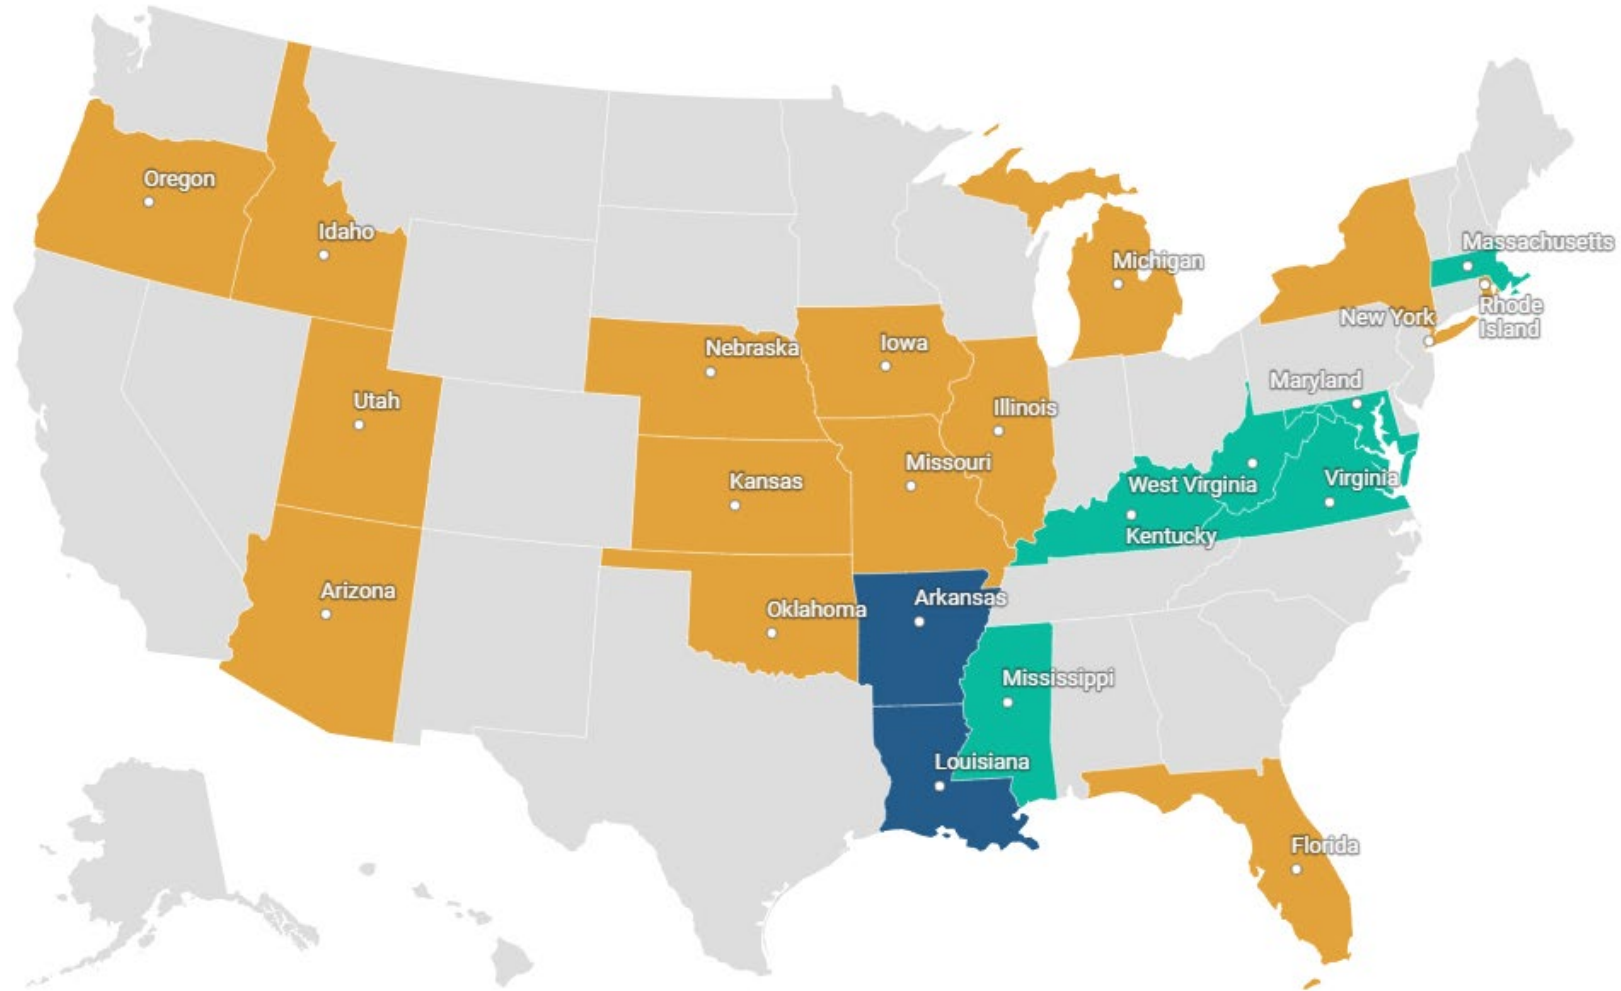 Oregon
Idaho
Massachusetts
Michigan
Rhode
Island
New York
Iowa
Nebraska
Maryland
Utah
Illinois
Missouri
Kansas
West Virginia
Virginia
Kentucky
Arizona
Arkansas
Oklahoma
Mississippi
Louisiana
Florida